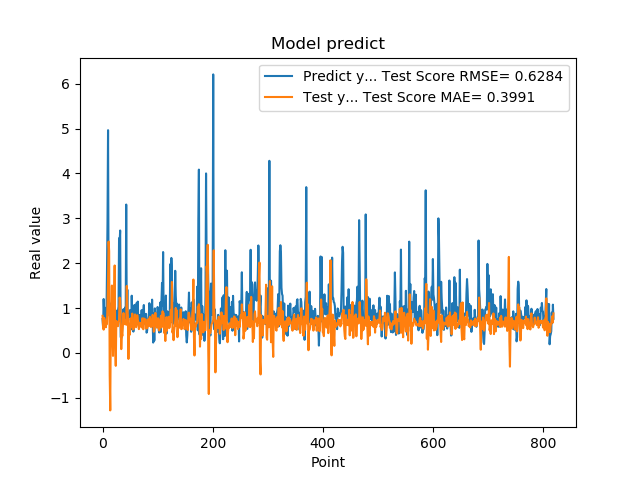 Model predict
Predict y... Test Score RMSE= 0.6284
Test y... Test Score MAE= 0.3991
6
5
4
3
2
1
0
−1
Real value
0 200 400 600 800
Point